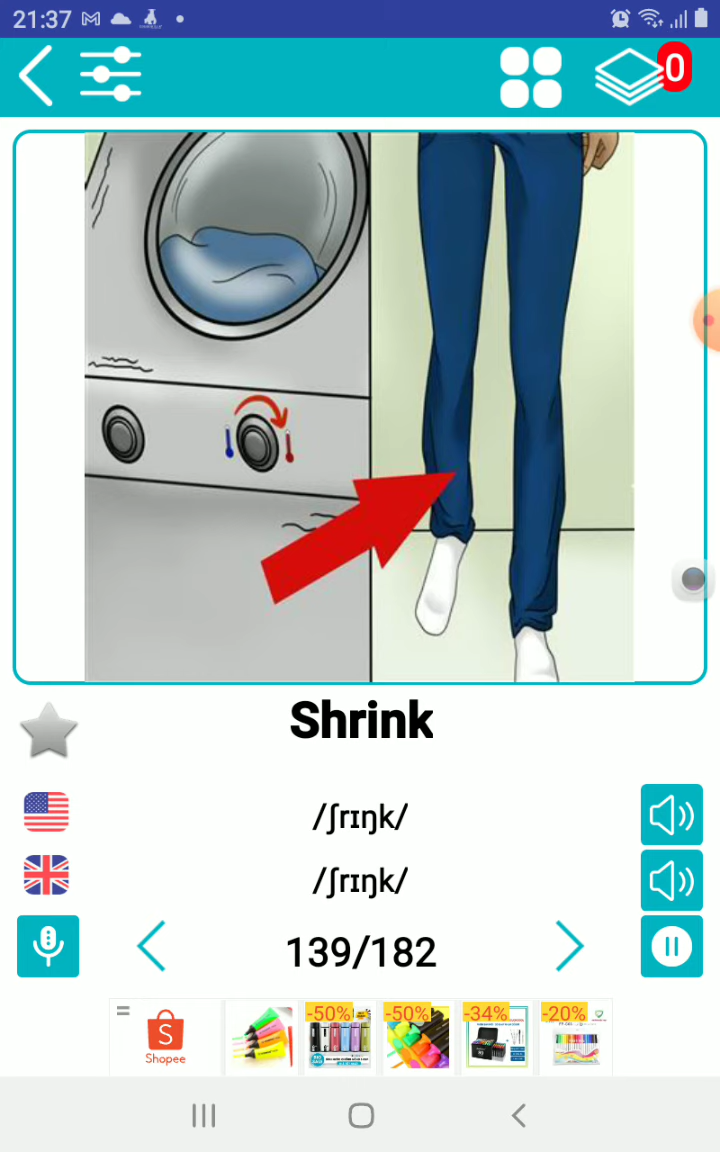 21:37
0
Shrink
/ʃrɪŋk/
/ʃrɪŋk/
139/182
-50%
-50%
-34%
-20%
S
Shopee